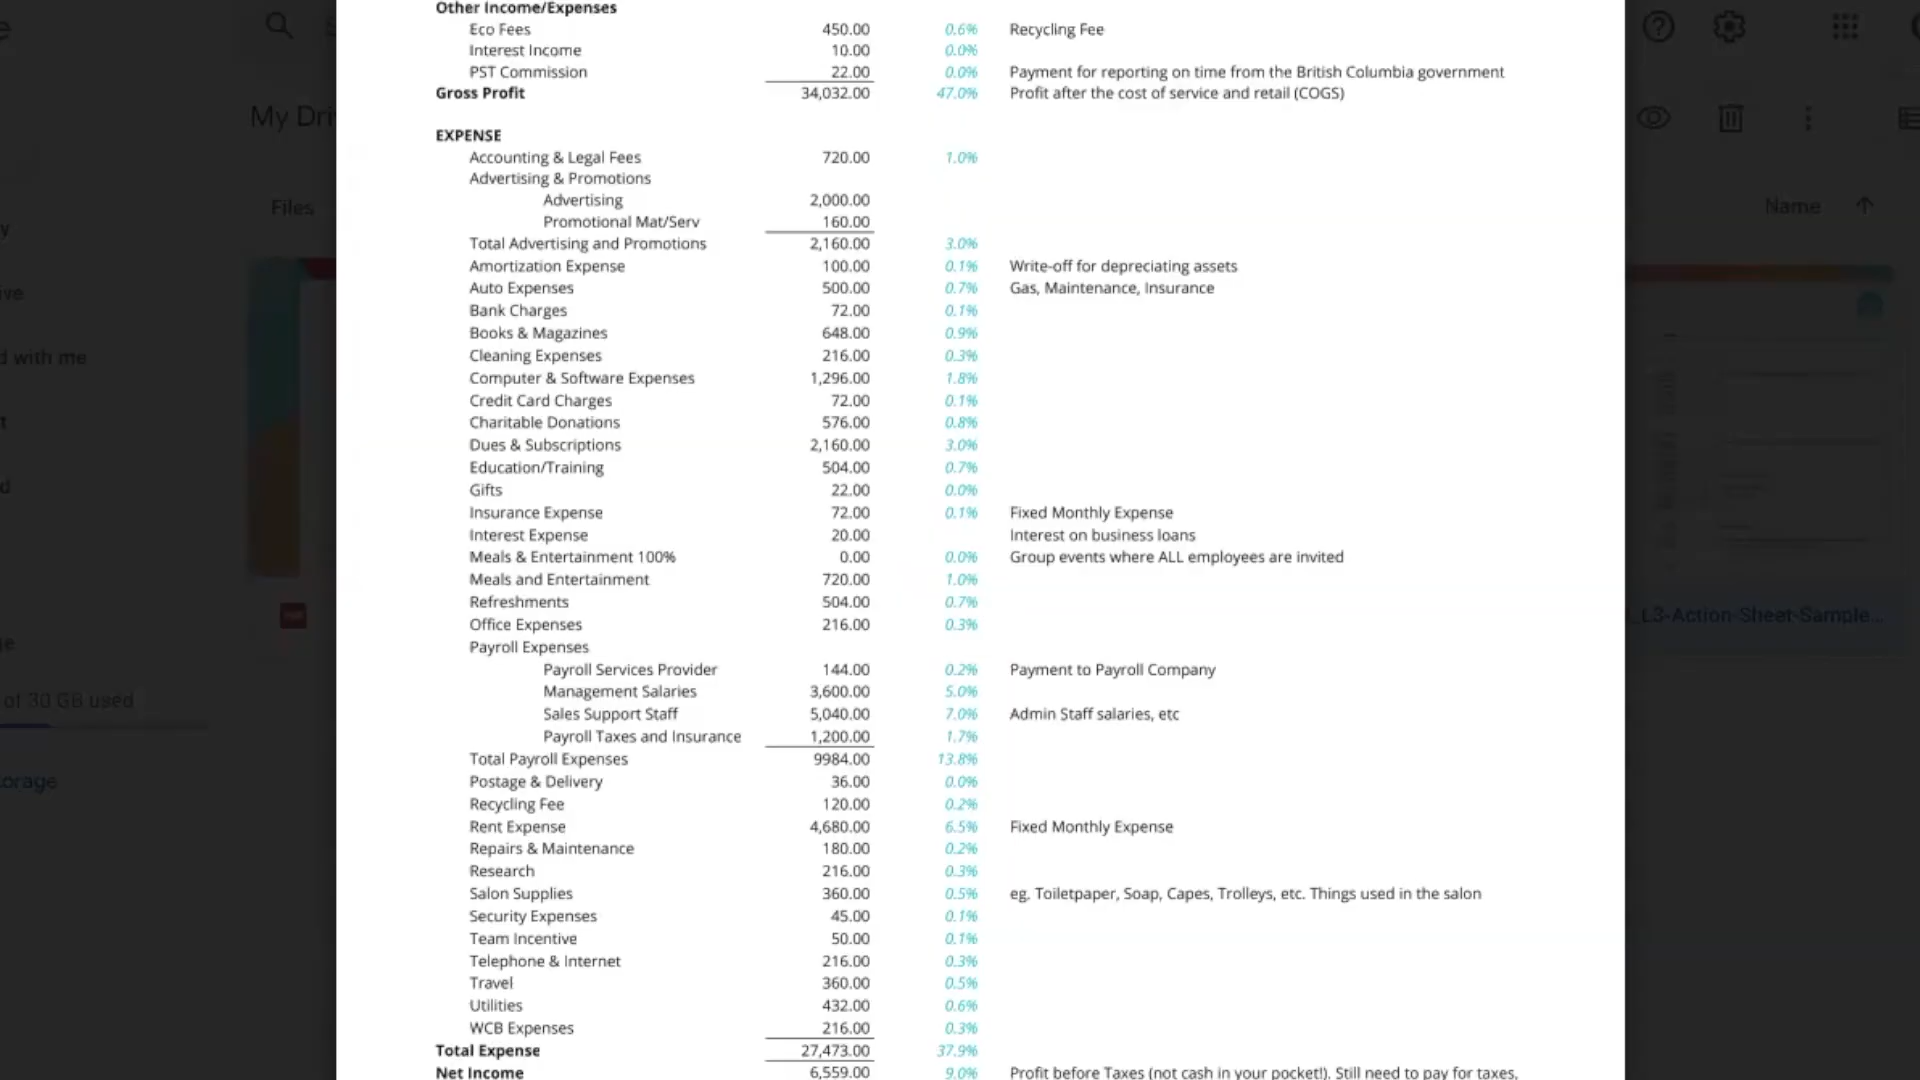 Other Income/Expenses
Eco Fees 450.00 0.6% Recycling Fee
Interest Income 10.00 0.0%
PST Commission 22.00 0.0% Payment for reporting on time from the British Columbia government
Gross Profit 34,032.00 47.0% Profit after the cost of service and retail (COGS)
My Dri
EXPENSE
Accounting & Legal Fees 720.00 1.0%
Advertising & Promotions
Advertising 2,000.00
Files
Name
Promotional Mat/Serv 160.00
Total Advertising and Promotions 2,160.00 3.0%
Amortization Expense 100.00 0.1% Write-off for depreciating assets
Auto Expenses 500.00 0.7% Gas, Maintenance, Insurance
ive
Bank Charges 72.00 0.1%
Books & Magazines 648.00 0.9%
Cleaning Expenses 216.00 0.3%
d with me
Computer & Software Expenses 1,296.00 1.8%
Credit Card Charges 72.00 0.1%
Charitable Donations 576.00 0.8%
Dues & Subscriptions 2,160.00 3.0%
Education/Training 504.00 0.7%
Gifts 22.00 0.0%
Insurance Expense 72.00 0.1% Fixed Monthly Expense
Interest Expense 20.00 Interest on business loans
Meals & Entertainment 100% 0.00 0.0% Group events where ALL employees are invited
Meals and Entertainment 720.00 1.0%
Refreshments 504.00 0.7%
_L3-Action-Sheet-Sample...
Office Expenses 216.00 0.3%
Payroll Expenses
Payroll Services Provider 144.00 0.2% Payment to Payroll Company
Management Salaries 3,600.00 5.0%
of 30 GB used
Sales Support Staff 5,040.00 7.0% Admin Staff salaries, etc
Payroll Taxes and Insurance 1,200.00 1.7%
Total Payroll Expenses 9984.00 13.8%
Postage & Delivery 36.00 0.0%
orage
Recycling Fee 120.00 0.2%
Rent Expense 4,680.00 6.5% Fixed Monthly Expense
Repairs & Maintenance 180.00 0.2%
Research 216.00 0.3%
Salon Supplies 360.00 0.5% eg. Toiletpaper, Soap, Capes, Trolleys, etc. Things used in the salon
Security Expenses 45.00 0.1%
Team Incentive 50.00 0.1%
Telephone & Internet 216.00 0.3%
Travel 360.00 0.5%
Utilities 432.00 0.6%
WCB Expenses 216.00 0.3%
Total Expense 27,473.00 37.9%
Net Income 6,559.00 9.0% Profit before Taxes (not cash in your pocket!). Still need to pay for taxes,